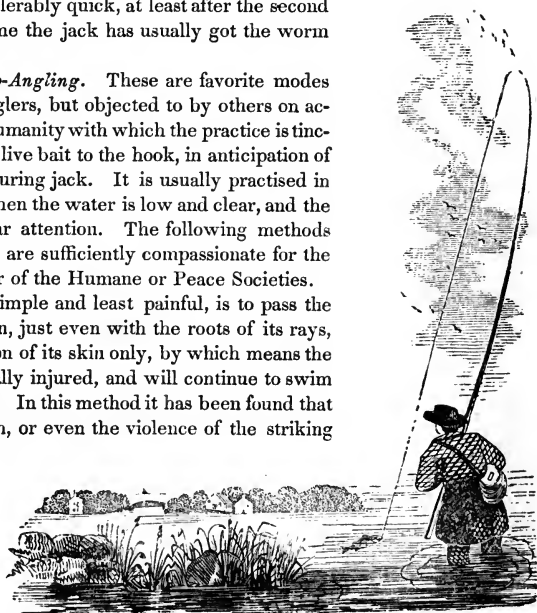 lerably quick, at least after the second
me the jack has usually got the worm
-Angling. These are favorite modes
glers, but objected to by others on ac-
umanity with which the practice is tinc-
live bait to the hook, in anticipation of
uring jack. It is usually practised in
hen the water is low and clear, and the
ar attention. The following methods
are sufficiently compassionate for the
r of the Humane or Peace Societies.
imple and least painful, is to pass the
n, just even with the roots of its rays,
on of its skin only, by which means the
lly injured, and will continue to swim
In this method it has been found that
n, or even the violence of the striking